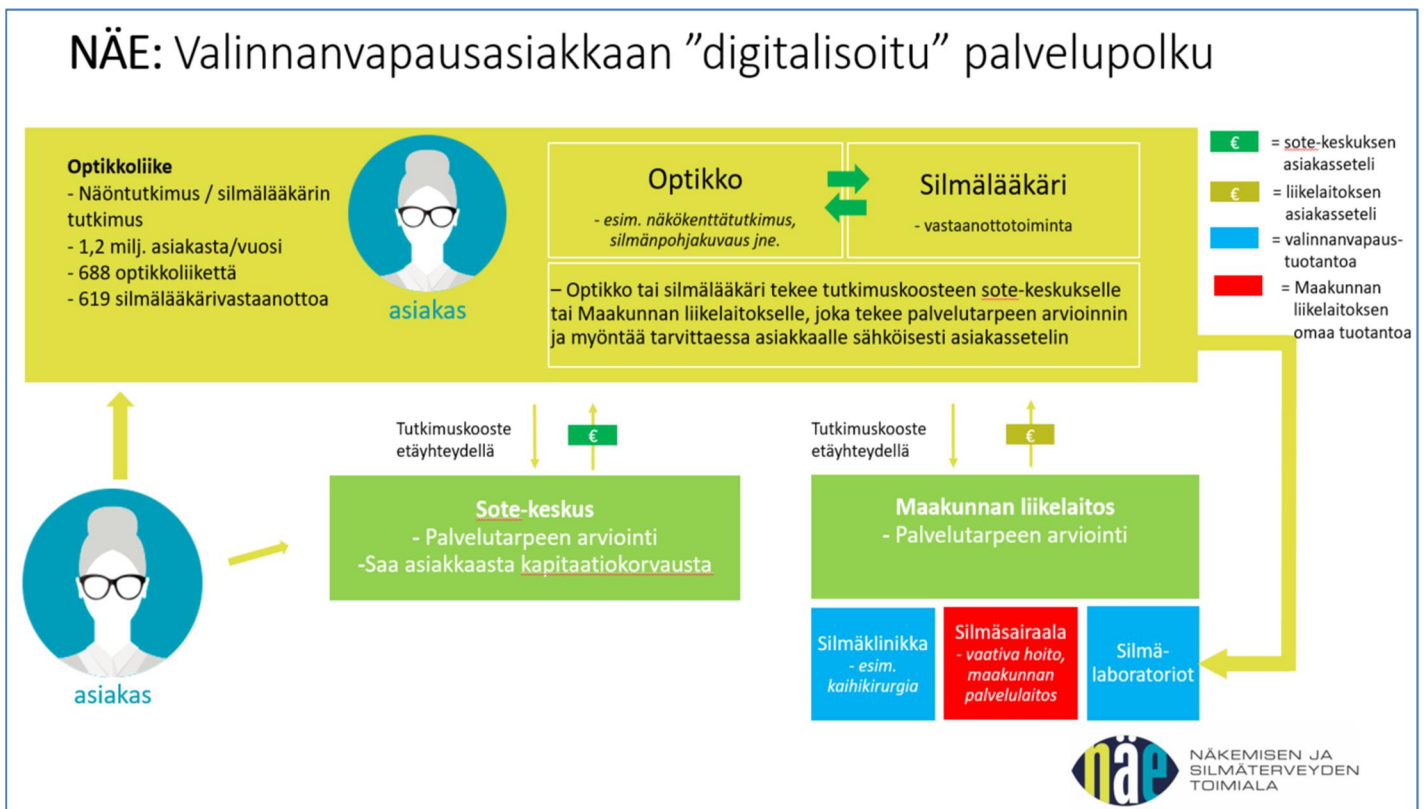 NÄE: Valinnanvapausasiakkaan ”digitalisoitu” palvelupolku
Optikkoliike
- Näöntutkimus / silmälääkärin
tutkimus
- 1,2 milj. asiakasta/vuosi
- 688 optikkoliikettä
- 619 silmälääkärivastaanottoa
asiakas
Optikko
- esim. näkökenttätutkimus,
silmänpohjakuvaus jne.
Silmälääkäri
- vastaanottotoiminta
– Optikko tai silmälääkäri tekee tutkimuskoosteen sote-keskukselle
tai Maakunnan liikelaitokselle, joka tekee palvelutarpeen arvioinnin
ja myöntää tarvittaessa asiakkaalle sähköisesti asiakassetelin
€ = sote-keskuksen
asiakasseteli
€ = liikelaitoksen
asiakasseteli
= valinnanvapaus-
tuotantoa
= Maakunnan
liikelaitoksen
omaa tuotantoa
Tutkimuskooste
etäyhteydellä
€
Tutkimuskooste
etäyhteydellä
€
asiakas
Sote-keskus
- Palvelutarpeen arviointi
-Saa asiakkaasta kapitaatiokorvausta
Maakunnan liikelaitos
- Palvelutarpeen arviointi
Silmäklinikka
- esim.
kaihikirurgia
Silmäsairaala
- vaativa hoito,
maakunnan
palvelulaitos
Silmä-
laboratoriot
näe
NÄKEMISEN JA
SILMÄTERVEYDEN
TOIMIALA